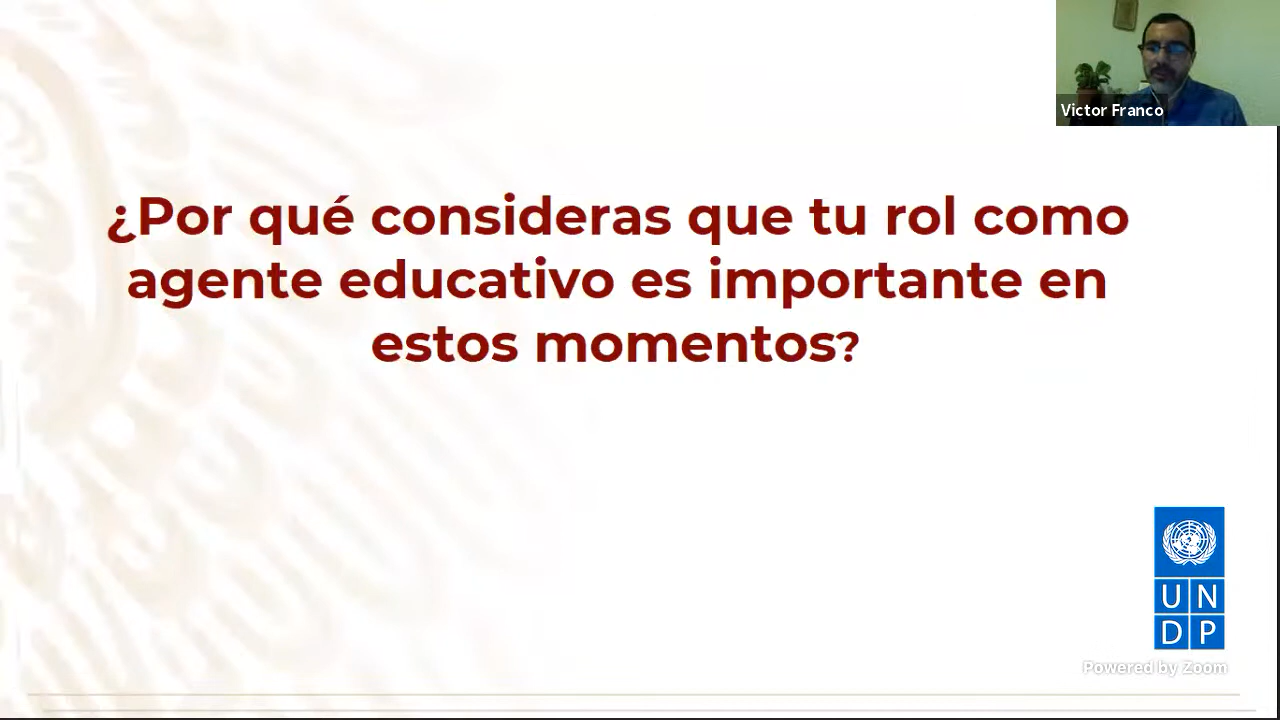 Victor Franco
¿Por qué consideras que tu rol como
agente educativo es importante en
estos momentos?
U N
D P
Powered by Zoom